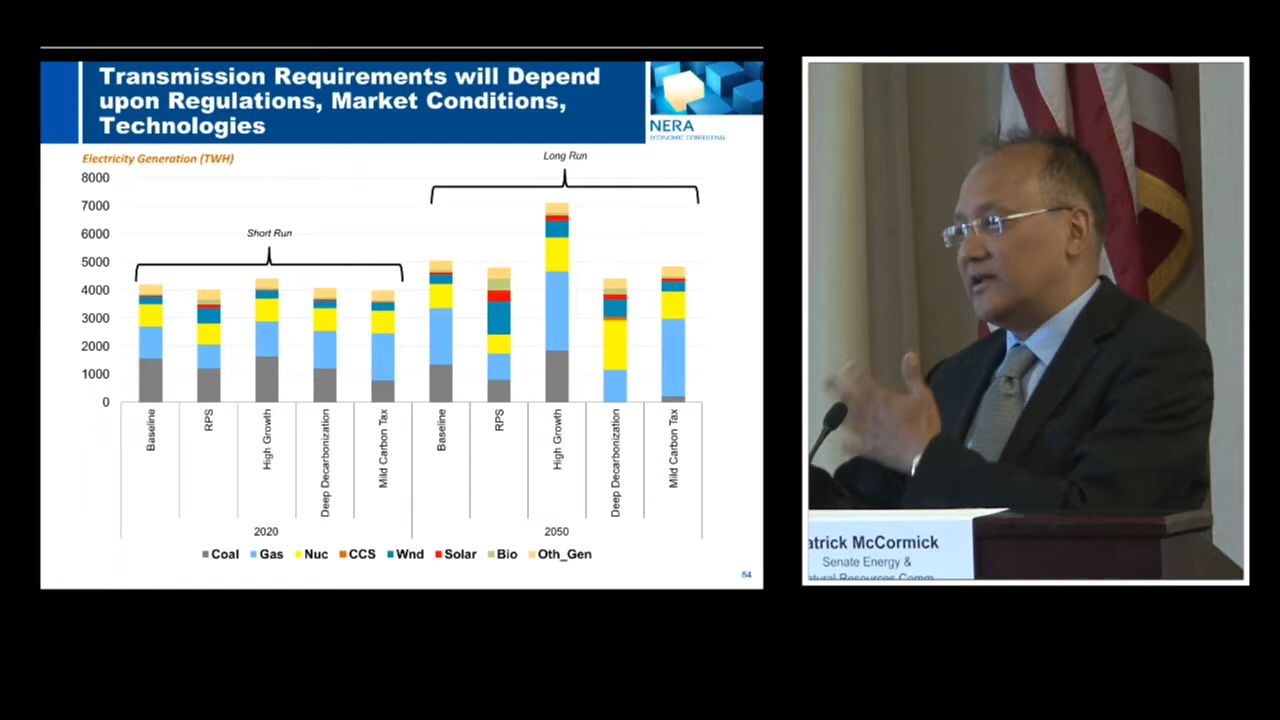 Transmission Requirements will Depend
upon Regulations, Market Conditions,
Technologies
NERA
ECONOMIC CONSULTING
Electricity Generation (TWH)
Long Run
Short Run
8000
7000
6000
5000
4000
3000
2000
1000
0
Baseline
RPS
High Growth
Deep Decarbonization
Mild Carbon Tax
Baseline
RPS
High Growth
Deep Decarbonization
Mild Carbon Tax
2020
2050
Coal Gas Nuc CCS Wnd Solar Bio Oth_Gen
84
atrick McCormick
Senate Energy &
atural Resources Comm